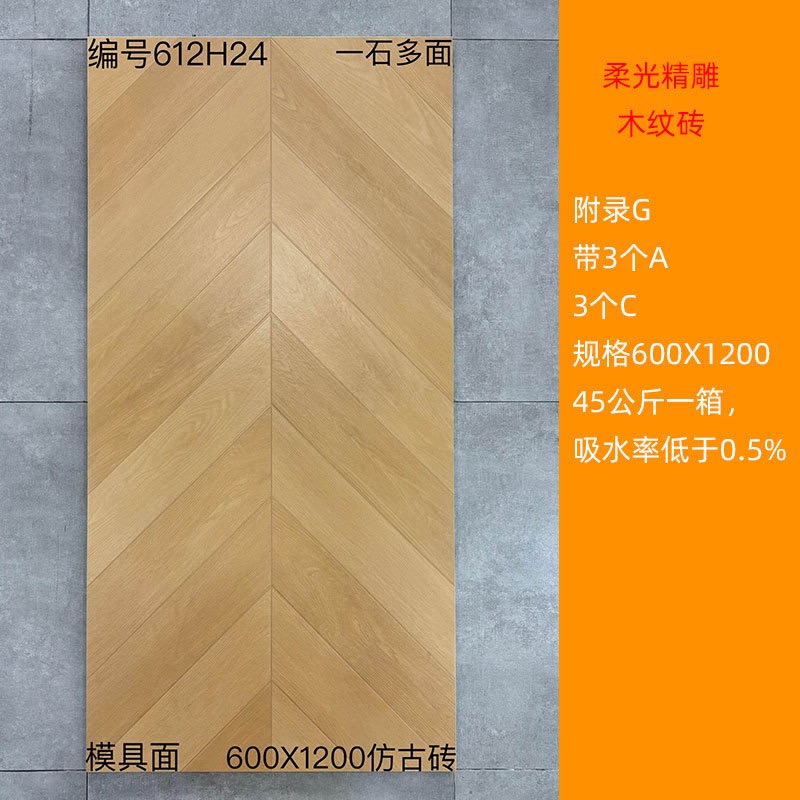 编号612H24 一石多面
柔光精雕
木纹砖
附录G
带3个A
3个C
规格600X1200
45公斤一箱，
吸水率低于0.5%
模具面 600X1200仿古砖